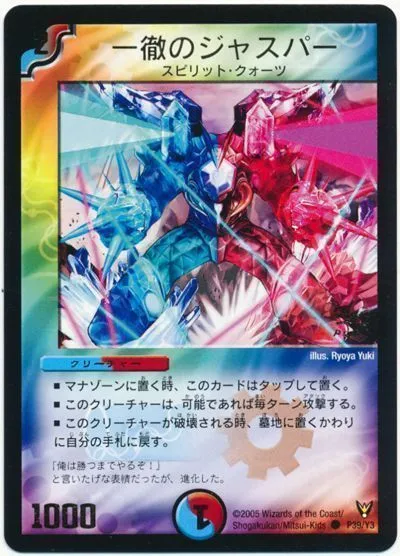 2
一徹のジャスパー
スピリット・クォーツ
illus. Ryoya Yuki
クリーチャー
■ マナゾーンに置く時、このカードはタップして置く。
■ このクリーチャーは、可能であれば毎ターン攻撃する。
■ このクリーチャーが破壊される時、墓地に置くかわり
に自分の手札に戻す。
「俺は勝つまでやるぞ！」
と言いたげな表情だったが、進化した。
1000
1
©2005 Wizards of the Coast/
Shogakukan/Mitsui-Kids ● P39/Y3